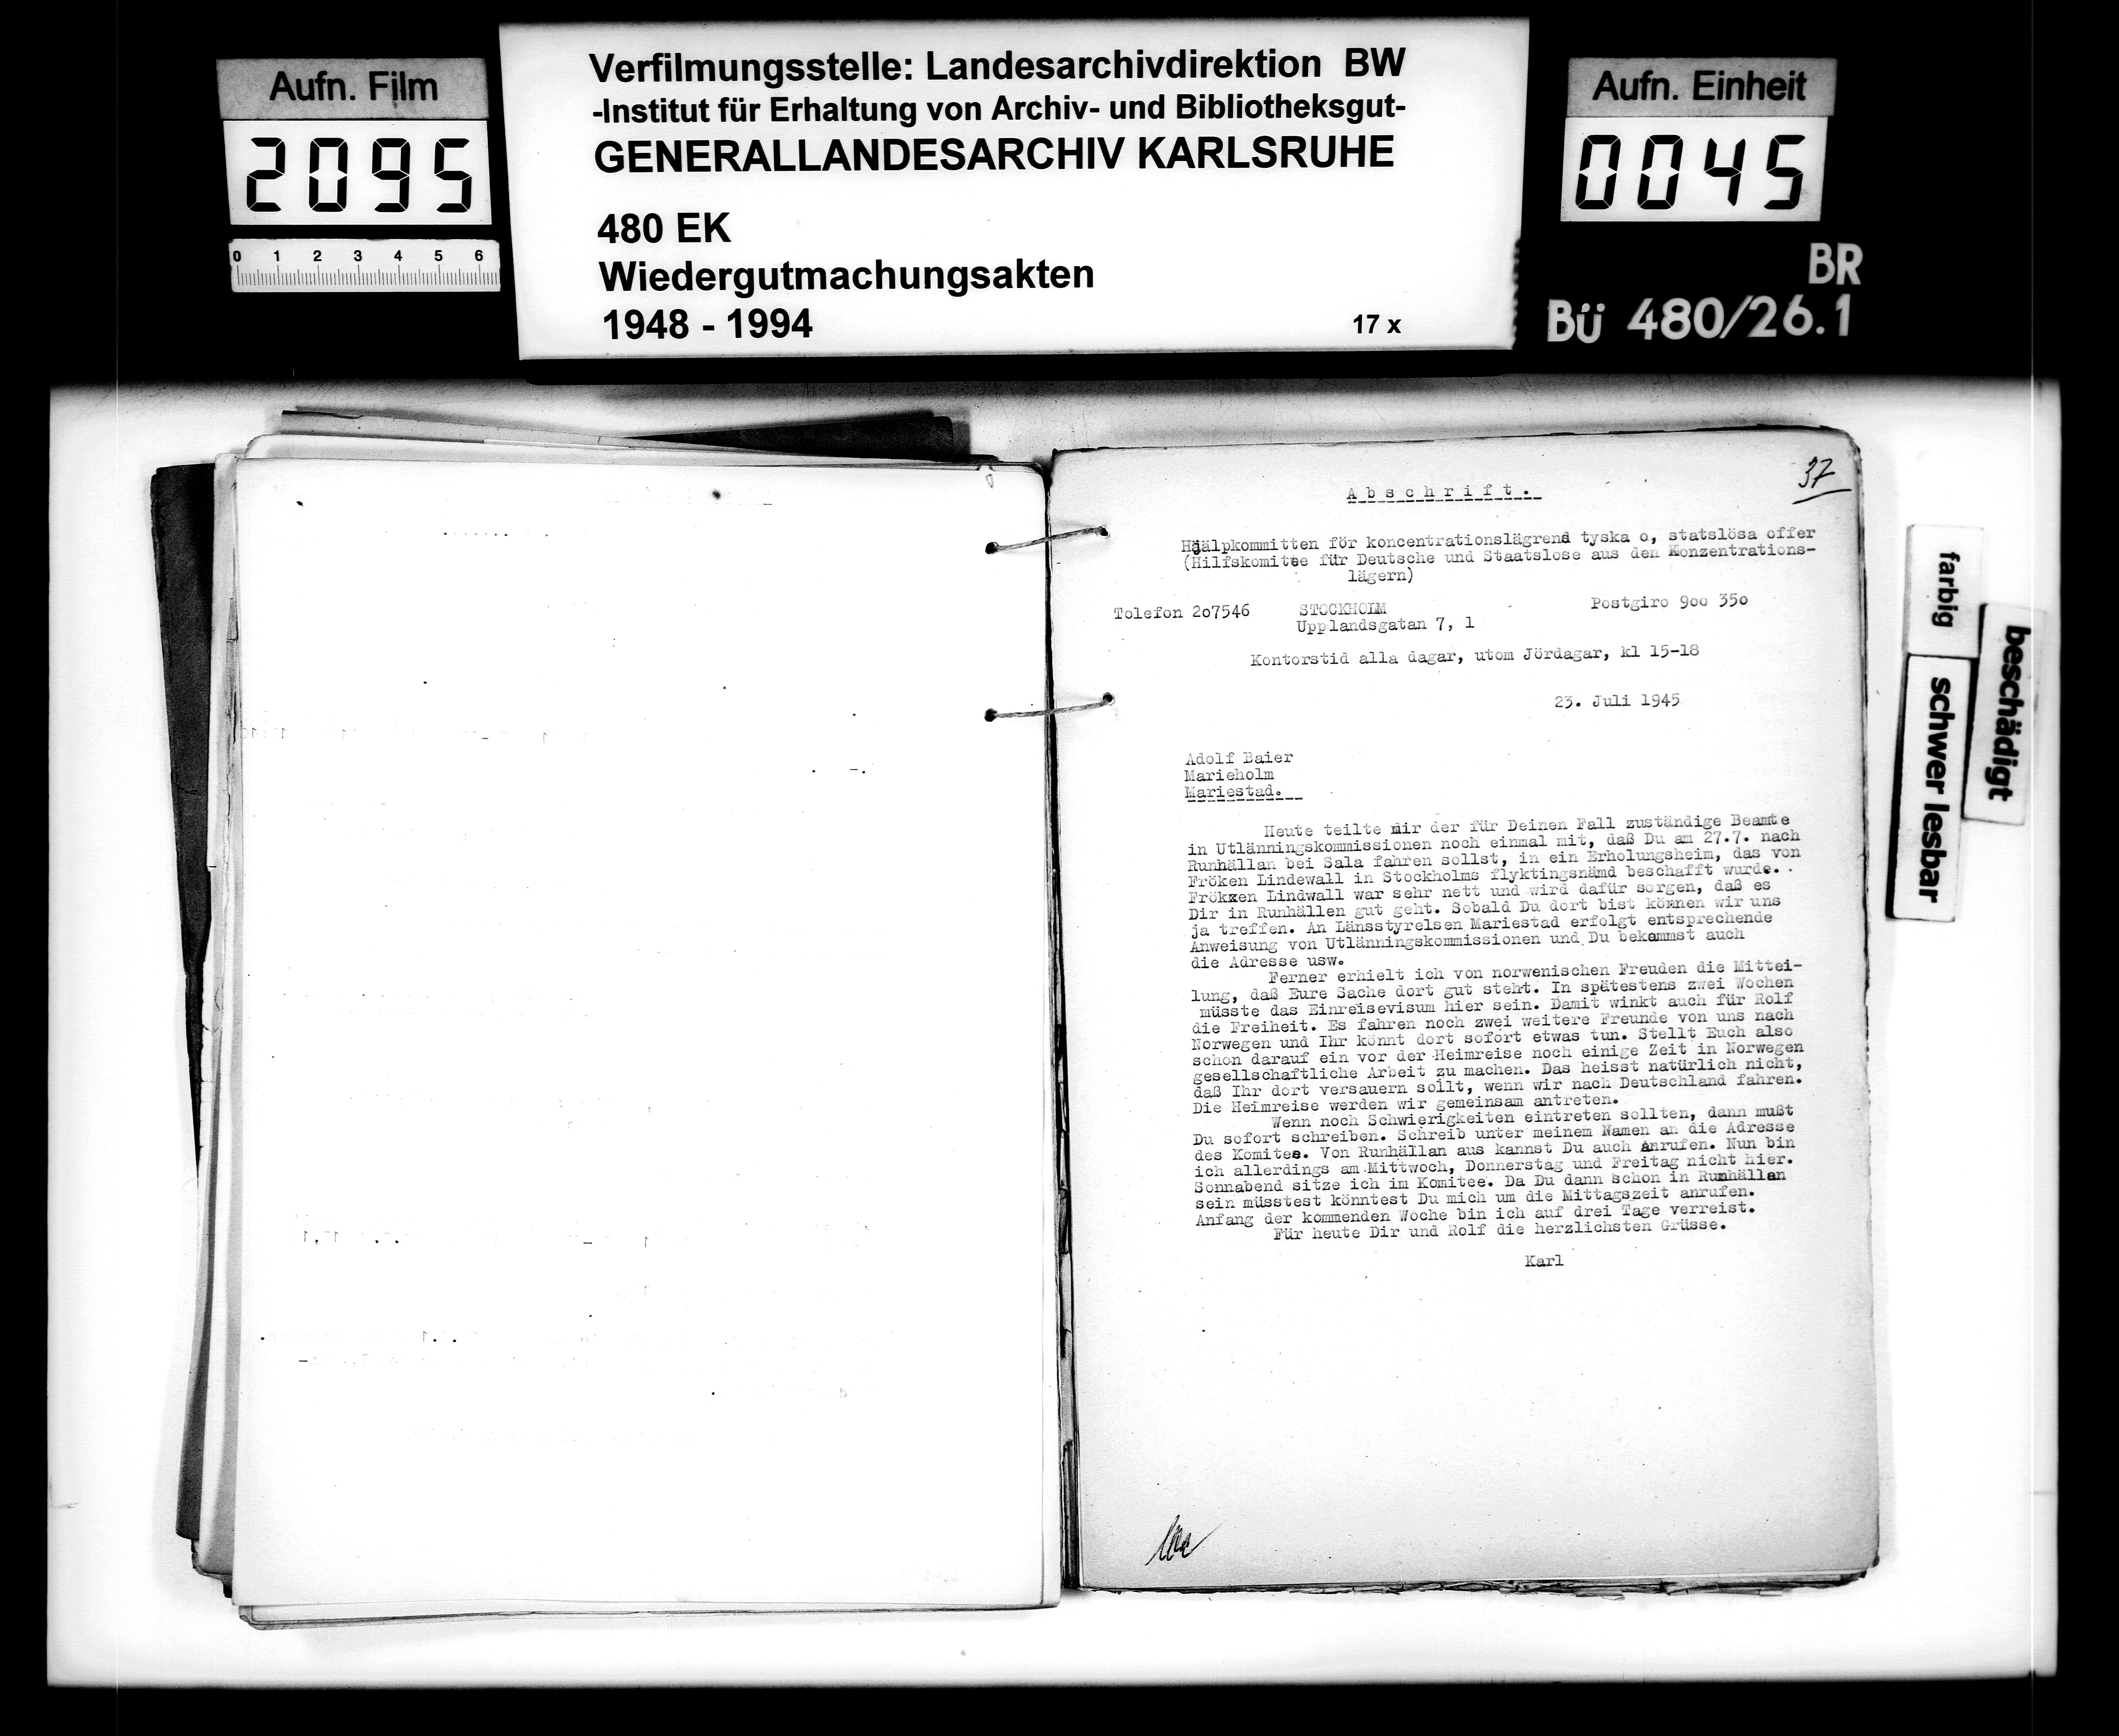 Aufn. Film
2095
0 1 2 3 4 5 6
Verfilmungsstelle: Landesarchivdirektion BW
-Institut für Erhaltung von Archiv- und Bibliotheksgut-
GENERALLANDESARCHIV KARLSRUHE
480 EK
Wiedergutmachungsakten
1948 - 1994
17 x
Aufn. Einheit
0045
BR
Bü 480/26.1
37
Abschrift.
Hjälpkommitten för koncentrationslägrend tyska o, statslösa offer
(Hilfskomitee für Deutsche und Staatslose aus den Konzentrations-
lägern)
Tolefon 2o7546 STOCKHOLM Postgiro 9oo 35o
Upplandsgatan 7, 1
Kontorstid alla dagar, utom Jördagar, kl 15-18
23. Juli 1945
Adolf Baier
Marieholm
Mariestad.
Heute teilte mir der für Deinen Fall zuständige Beamte
in Utlänningskommissionen noch einmal mit, daß Du am 27.7. nach
Runhällan bei Sala fahren sollst, in ein Erholungsheim, das von
Fröken Lindewall in Stockholms flyktingsnämd beschafft wurde.
Frökxen Lindwall war sehr nett und wird dafür sorgen, daß es
Dir in Runhällen gut geht. Sobald Du dort bist können wir uns
ja treffen. An Länsstyrelsen Mariestad erfolgt entsprechende
Anweisung von Utlänningskommissionen und Du bekommst auch
die Adresse usw.
Ferner erhielt ich von norwenischen Freuden die Mittei-
lung, daß Eure Sache dort gut steht. In spätestens zwei Wochen
müsste das Einreisevisum hier sein. Damit winkt auch für Rolf
die Freiheit. Es fahren noch zwei weitere Freunde von uns nach
Norwegen und Ihr könnt dort sofort etwas tun. Stellt Euch also
schon darauf ein vor der Heimreise noch einige Zeit in Norwegen
gesellschaftliche Arbeit zu machen. Das heisst natürlich nicht,
daß Ihr dort versauern sollt, wenn wir nach Deutschland fahren.
Die Heimreise werden wir gemeinsam antreten.
Wenn noch Schwierigkeiten eintreten sollten, dann mußt
Du sofort schreiben. Schreib unter meinem Namen an die Adresse
des Komitee. Von Runhällan aus kannst Du auch Anrufen. Nun bin
ich allerdings am Mittwoch, Donnerstag und Freitag nicht hier.
Sonnabend sitze ich im Komitee. Da Du dann schon in Runhällan
sein müsstest könntest Du mich um die Mittagszeit anrufen.
Anfang der kommenden Woche bin ich auf drei Tage verreist.
Für heute Dir und Rolf die herzlichsten Grüsse.
Karl
farbig
schwer lesbar
beschädigt